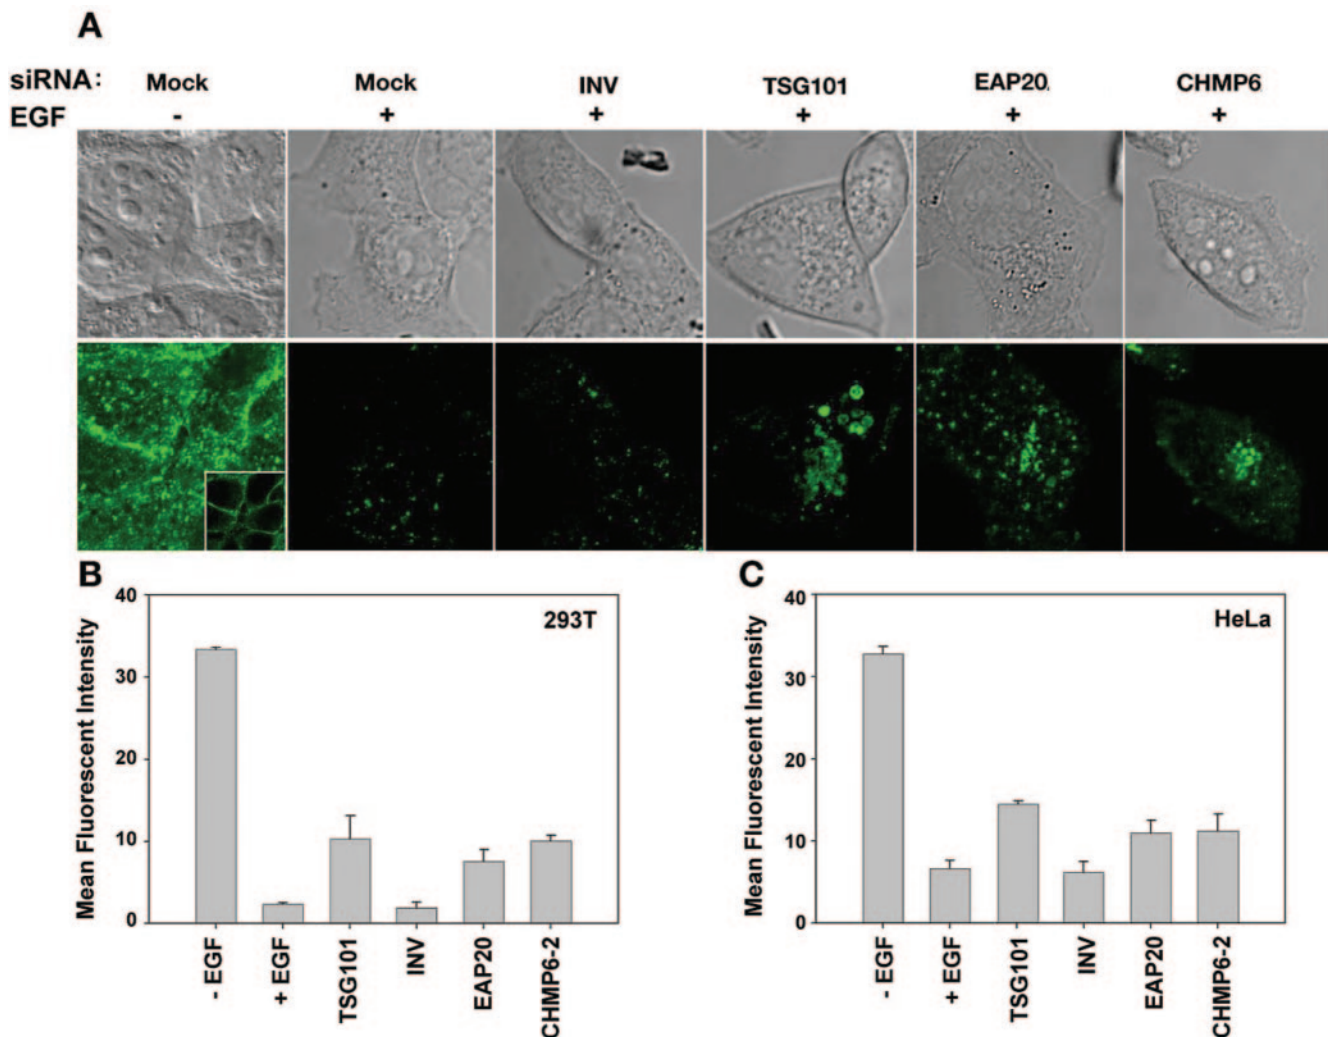 A
siRNA: Mock Mock INV TSG101 EAP20. CHMP6
EGF - + + + + +
B
40
30
20
10
0
Mean Fluorescent Intensity
293T
- EGF
+ EGF
TSG101
INV
EAP20
CHMP6-2
C
40
30
20
10
0
Mean Fluorescent Intensity
HeLa
- EGF
+ EGF
TSG101
INV
EAP20
CHMP6-2